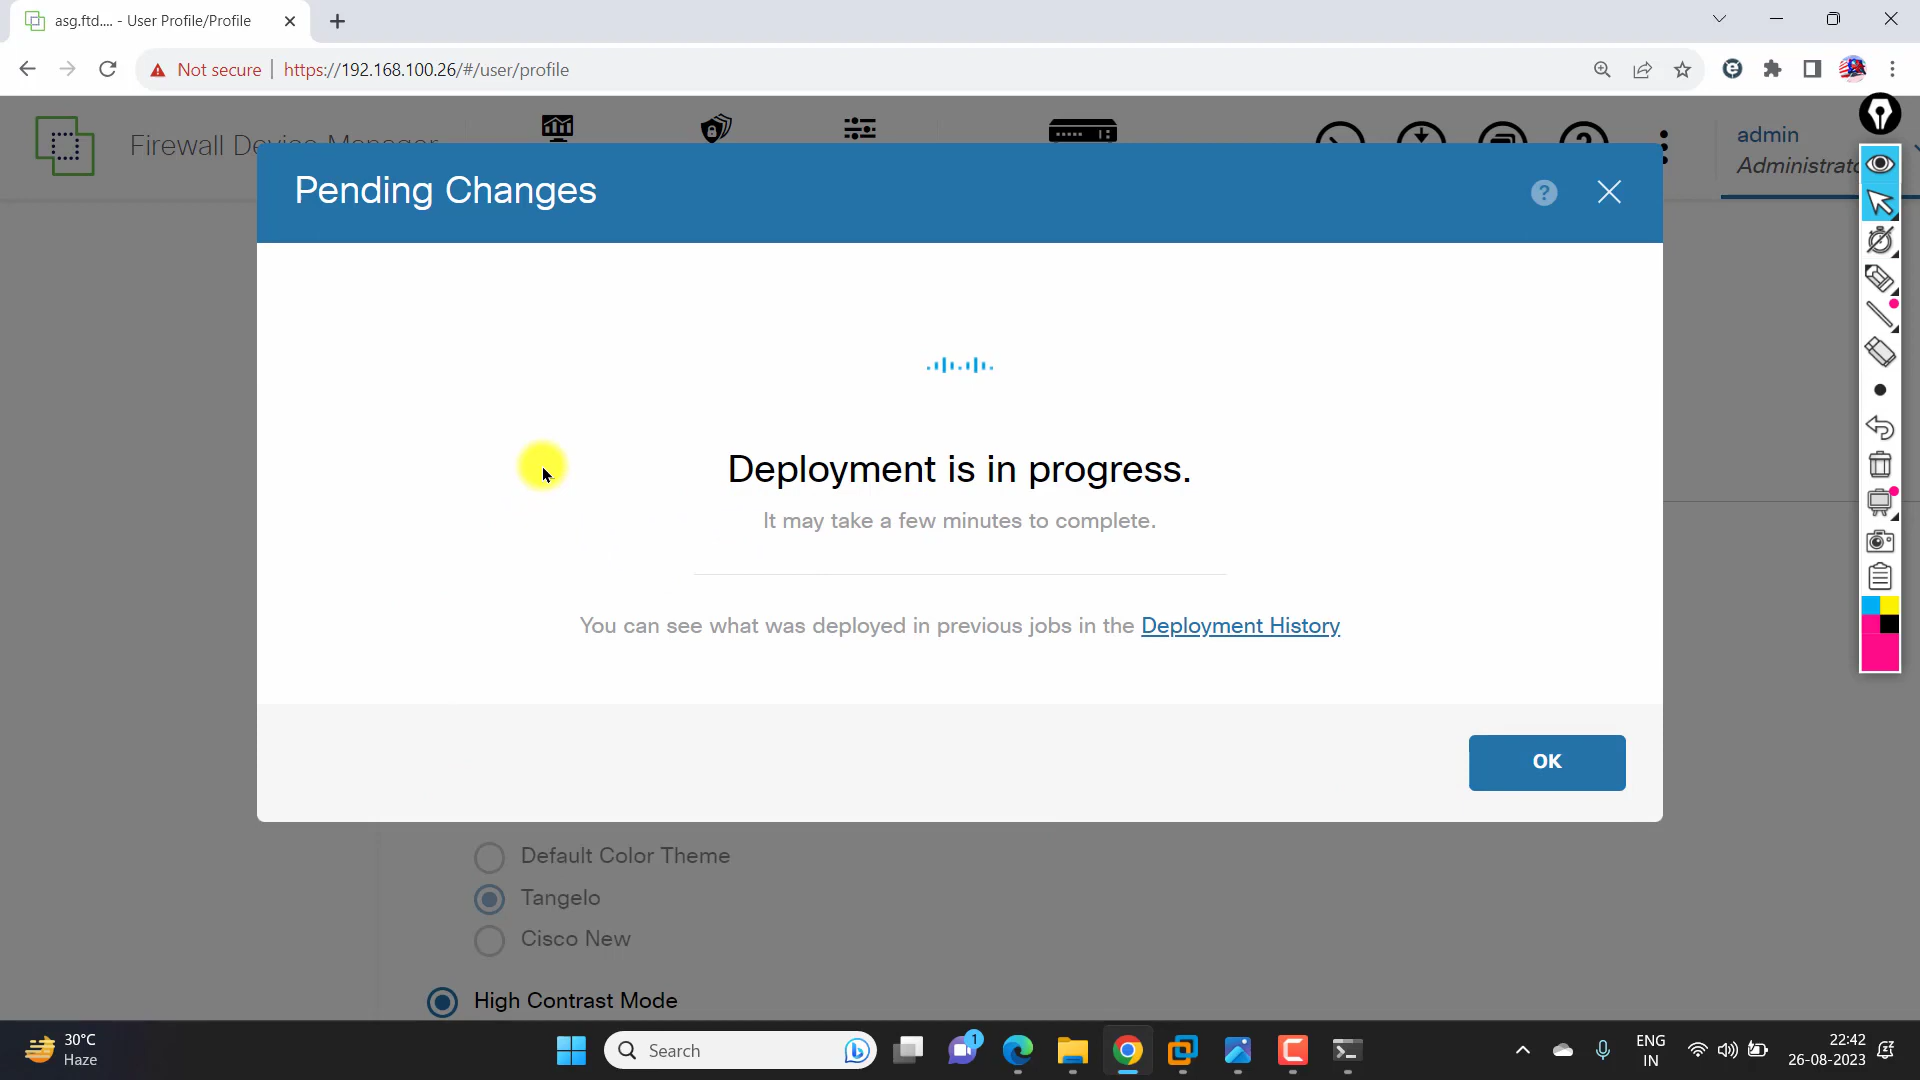 asg.ftd.... - User Profile/Profile
Not secure
https://192.168.100.26/#/user/profile
Firewall Device Manager
admin
Administrato
Pending Changes
?
Deployment is in progress.
It may take a few minutes to complete.
You can see what was deployed in previous jobs in the Deployment History
OK
Default Color Theme
Tangelo
Cisco New
High Contrast Mode
30°C
Haze
Search
1
ENG
IN
22:42
26-08-2023